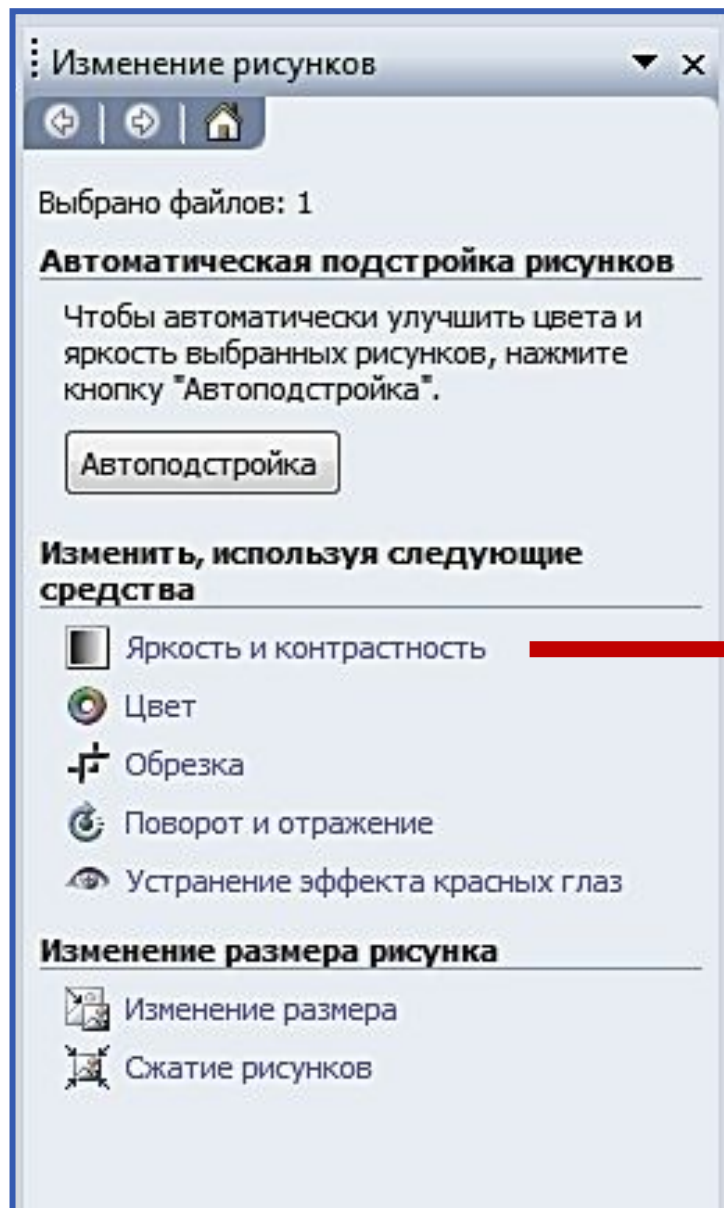 Изменение рисунков
Выбрано файлов: 1
Автоматическая подстройка рисунков
Чтобы автоматически улучшить цвета и
яркость выбранных рисунков, нажмите
кнопку "Автоподстройка".
Автоподстройка
Изменить, используя следующие
средства
Яркость и контрастность
Цвет
Обрезка
Поворот и отражение
Устранение эффекта красных глаз
Изменение размера рисунка
Изменение размера
Сжатие рисунков